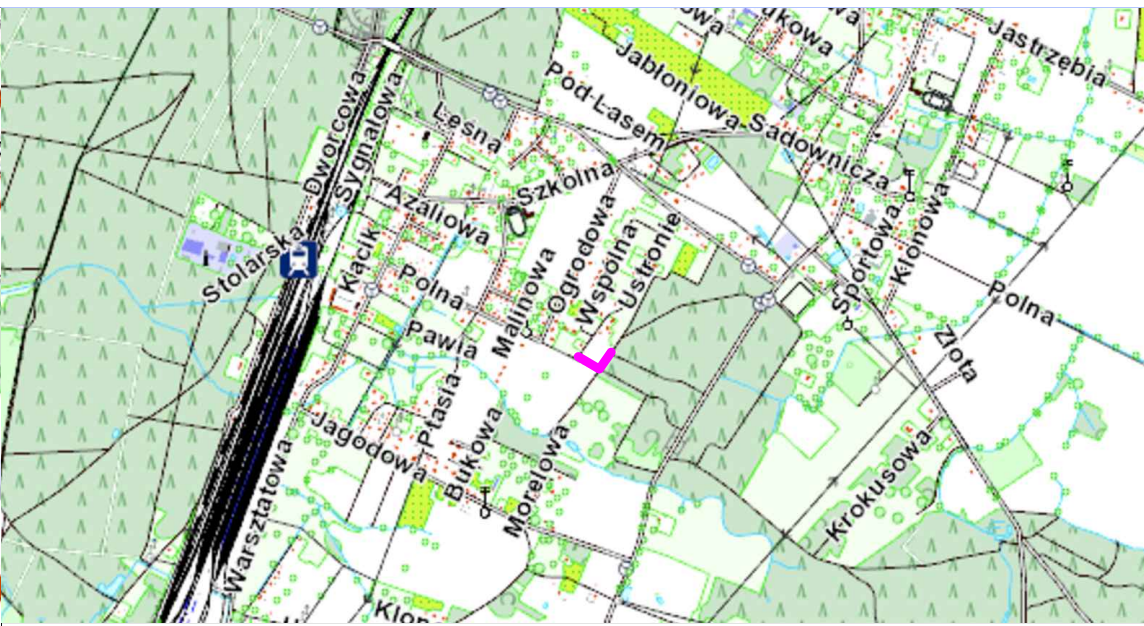 Jastrzębia
Jabłoniowa
Pod Lasem
Sadownicza
Leśna
Dworcowa
Sygnałowa
Szkolna
Azaliowa
Stolarska
Kącik
Polna
Pawia
Malinowa
Ogrodowa
Wspólna
Ustronie
Sportowa
Klonowa
Polna
Złota
Ptasia
Jagodowa
Bukowa
Morelowa
Krokusowa
Warsztatowa
Klon